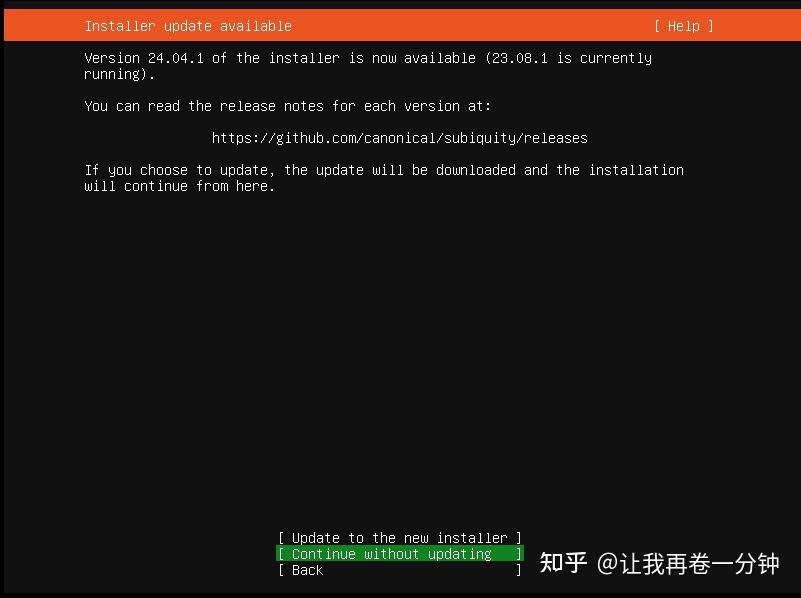 Installer update available [ Help ]
Version 24.04.1 of the installer is now available (23.08.1 is currently
running).
You can read the release notes for each version at:
https://github.com/canonical/subiquity/releases
If you choose to update, the update will be downloaded and the installation
will continue from here.
[ Update to the new installer ]
[ Continue without updating ]
[ Back ]
知乎 @让我再卷一分钟